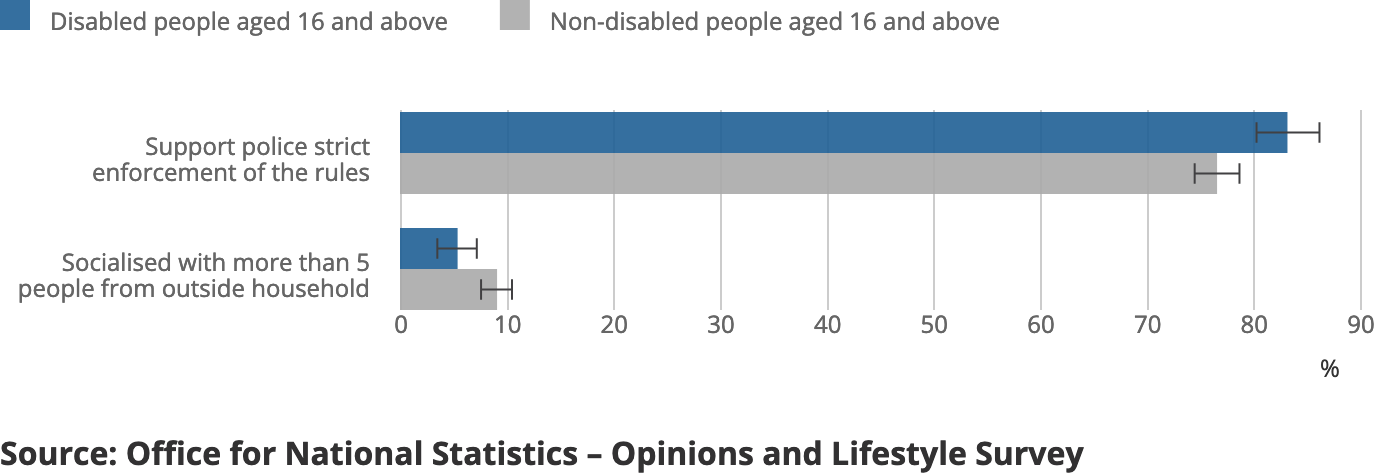 Disabled people aged 16 and above
Non-disabled people aged 16 and above
Support police strict
enforcement of the rules
Socialised with more than 5
people from outside household
0 10 20 30 40 50 60 70 80 90
%
Source: Office for National Statistics – Opinions and Lifestyle Survey